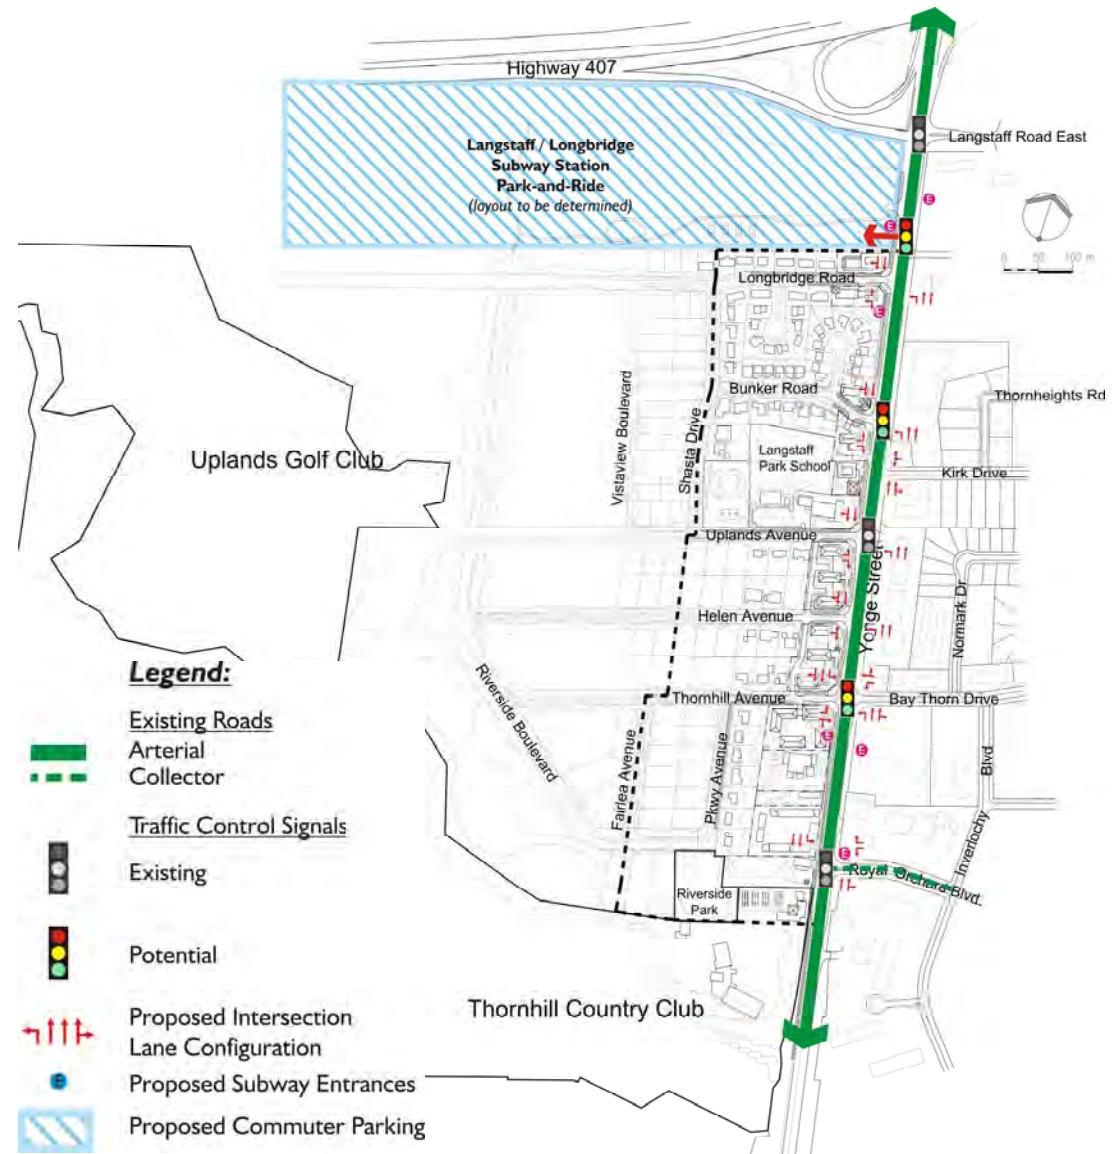 Highway 407
Langstaff Road East
Langstaff / Longbridge
Subway Station
Park-and-Ride
(layout to be determined)
E
E
0 50 100 m
Longbridge Road
E
Bunker Road
Thornheights Rd
Vistaview Boulevard
Shasta Drive
Langstaff
Park School
Uplands Golf Club
Kirk Drive
Uplands Avenue
Yonge Street
Normark Dr
Helen Avenue
Riverside Boulevard
Thornhill Avenue
Bay Thorn Drive
E
E
Fairlea Avenue
Pkwy Avenue
Blvd
Inverlochy
E
Royal Orchard Blvd.
Riverside
Park
Thornhill Country Club
Legend:
Existing Roads
Arterial
Collector
Traffic Control Signals
Existing
Potential
Proposed Intersection
Lane Configuration
E Proposed Subway Entrances
Proposed Commuter Parking